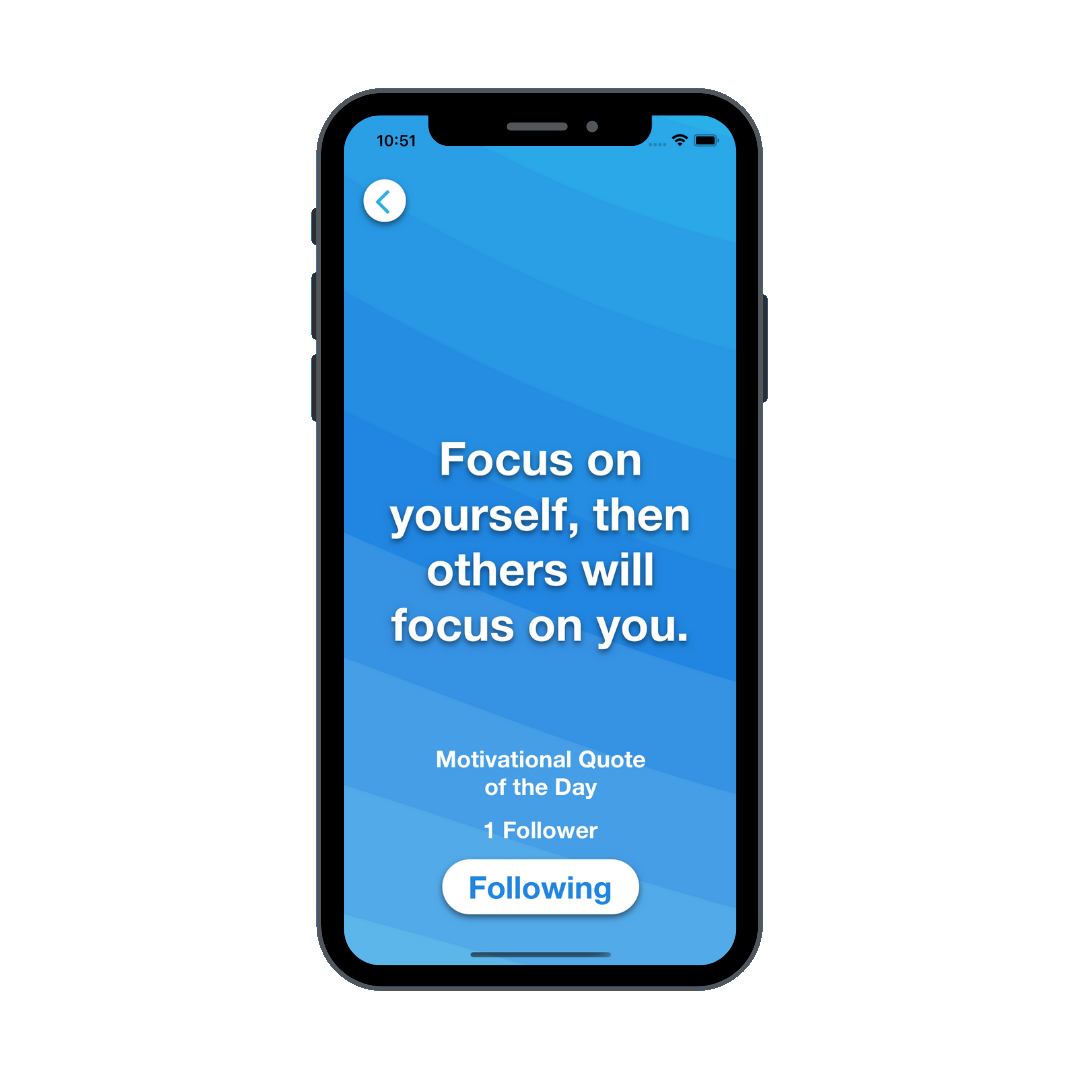 10:51
Focus on
yourself, then
others will
focus on you.
Motivational Quote
of the Day
1 Follower
Following